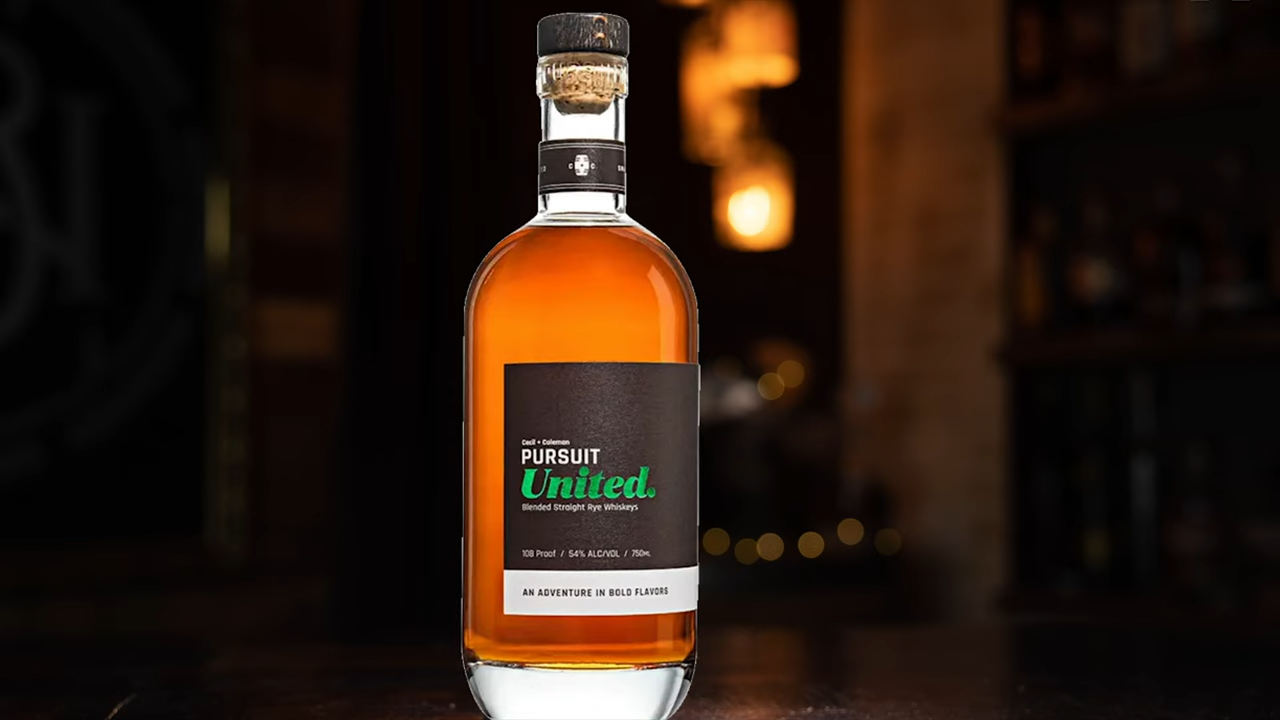 C C
Cecil + Coleman
PURSUIT
United.
Blended Straight Rye Whiskeys
108 Proof / 54% ALC/VOL / 750mL
AN ADVENTURE IN BOLD FLAVORS